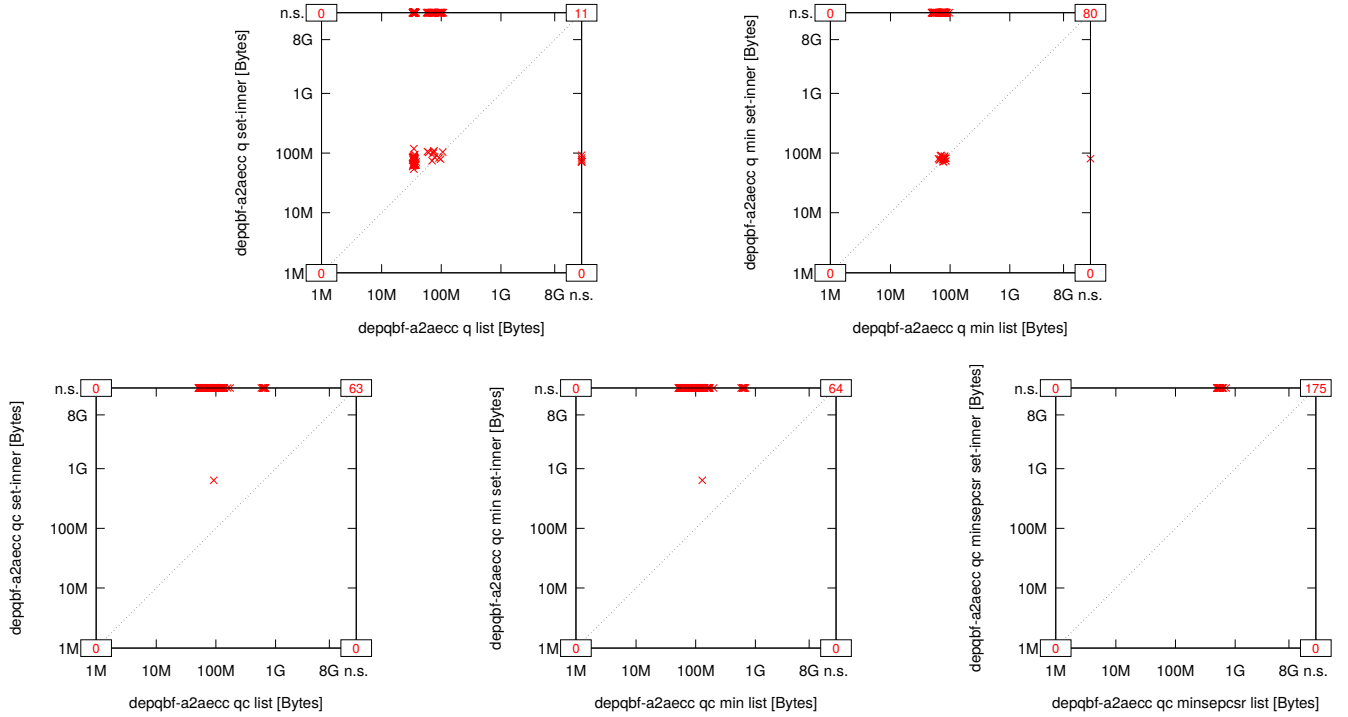 n.s. 0 11
8G
1G
100M
10M
1M 0 0
1M 10M 100M 1G 8G n.s.
depqbf-a2aecc q set-inner [Bytes]
depqbf-a2aecc q list [Bytes]
n.s. 0 80
8G
1G
100M
10M
1M 0 0
1M 10M 100M 1G 8G n.s.
depqbf-a2aecc q min set-inner [Bytes]
depqbf-a2aecc q min list [Bytes]
n.s. 0 63
8G
1G
100M
10M
1M 0 0
1M 10M 100M 1G 8G n.s.
depqbf-a2aecc qc set-inner [Bytes]
depqbf-a2aecc qc list [Bytes]
n.s. 0 64
8G
1G
100M
10M
1M 0 0
1M 10M 100M 1G 8G n.s.
depqbf-a2aecc qc min set-inner [Bytes]
depqbf-a2aecc qc min list [Bytes]
n.s. 0 175
8G
1G
100M
10M
1M 0 0
1M 10M 100M 1G 8G n.s.
depqbf-a2aecc qc minsepcsr set-inner [Bytes]
depqbf-a2aecc qc minsepcsr list [Bytes]